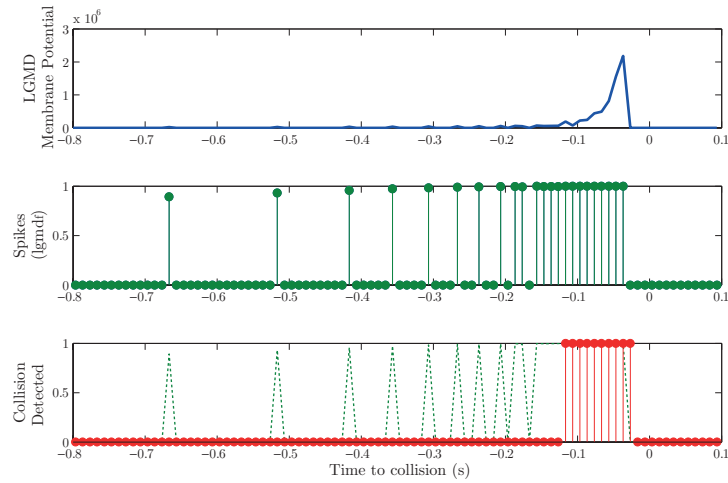 x 10⁶
3
2
1
0
LGMD
Membrane Potential
−0.8 −0.7 −0.6 −0.5 −0.4 −0.3 −0.2 −0.1 0 0.1
1
0.5
0
Spikes
(lgmdf)
−0.8 −0.7 −0.6 −0.5 −0.4 −0.3 −0.2 −0.1 0 0.1
1
0.5
0
Collision
Detected
−0.8 −0.7 −0.6 −0.5 −0.4 −0.3 −0.2 −0.1 0 0.1
Time to collision (s)